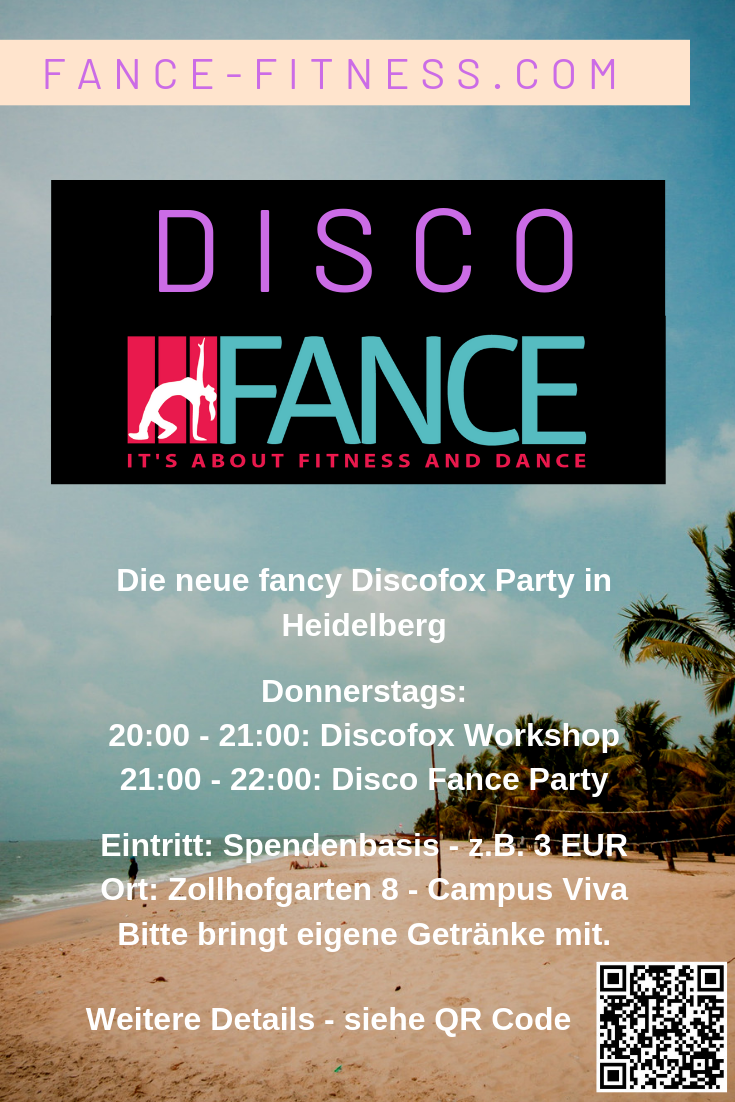 FANCE-FITNESS.COM
DISCO
FANCE
IT'S ABOUT FITNESS AND DANCE
Die neue fancy Discofox Party in
Heidelberg
Donnerstags:
20:00 - 21:00: Discofox Workshop
21:00 - 22:00: Disco Fance Party
Eintritt: Spendenbasis - z.B. 3 EUR
Ort: Zollhofgarten 8 - Campus Viva
Bitte bringt eigene Getränke mit.
Weitere Details - siehe QR Code